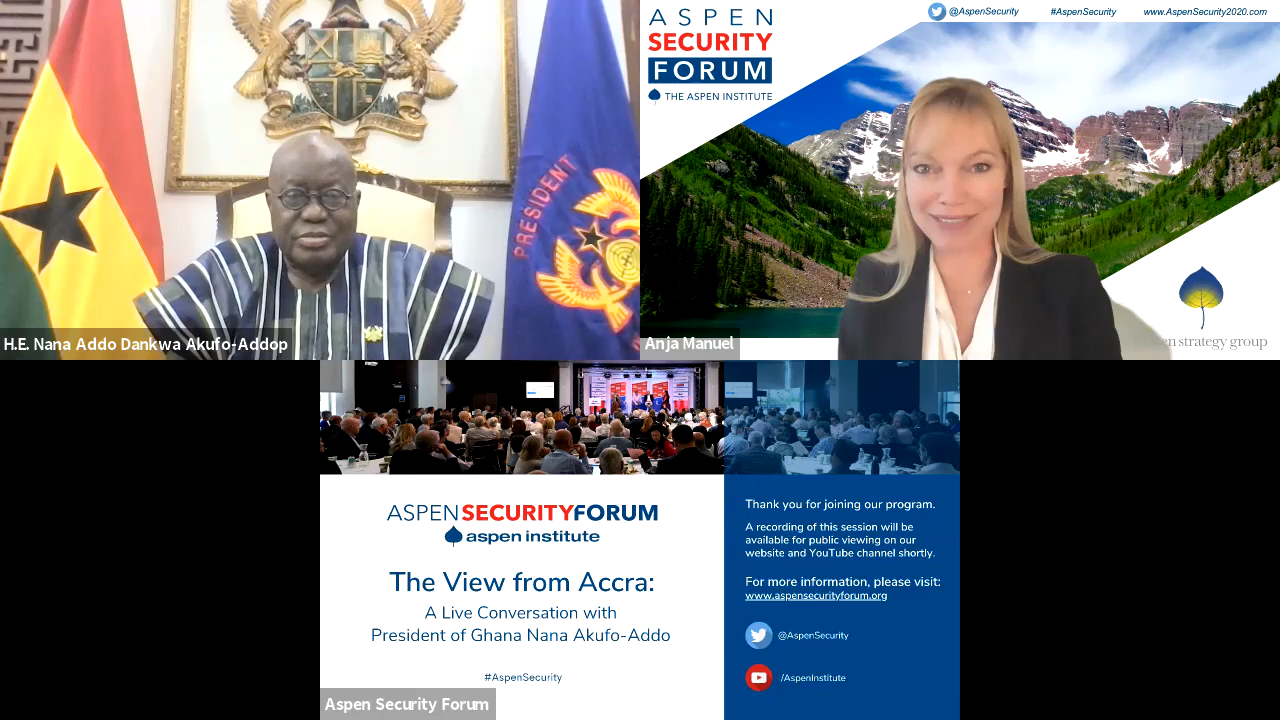 PRESIDENT
H.E. Nana Addo Dankwa Akufo-Addop
ASPEN
SECURITY
FORUM
THE ASPEN INSTITUTE
@AspenSecurity
#AspenSecurity
www.AspenSecurity2020.com
Anja Manuel
en strategy group
ASPEN SECURITY FORUM
aspen institute
The View from Accra:
A Live Conversation with
President of Ghana Nana Akufo-Addo
#AspenSecurity
Aspen Security Forum
Thank you for joining our program.
A recording of this session will be
available for public viewing on our
website and YouTube channel shortly.
For more information, please visit:
www.aspensecurityforum.org
@AspenSecurity
/AspenInstitute